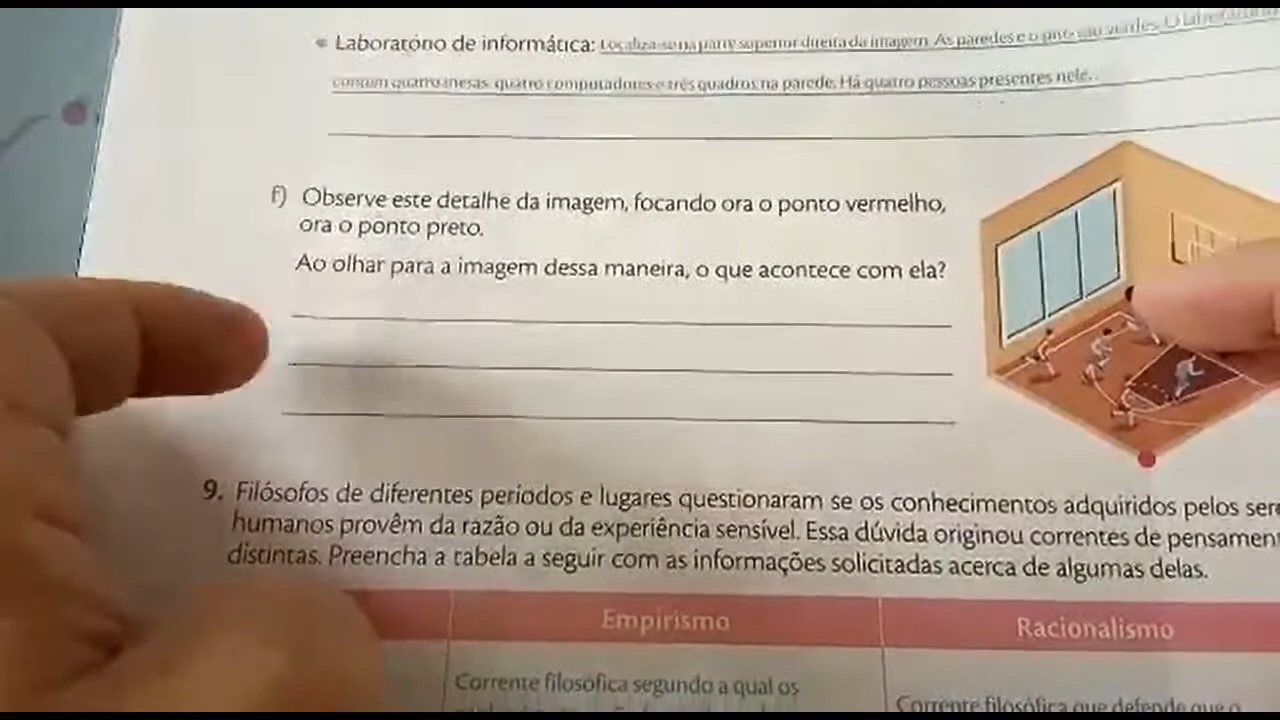 • Laboratório de informática: Localiza-se na parte superior direita da imagem. As paredes e o piso são verdes. O laboratório
contém quatro mesas, quatro computadores e três quadros na parede. Há quatro pessoas presentes nele.
f) Observe este detalhe da imagem, focando ora o ponto vermelho,
ora o ponto preto.
Ao olhar para a imagem dessa maneira, o que acontece com ela?
9. Filósofos de diferentes períodos e lugares questionaram se os conhecimentos adquiridos pelos sere
humanos provêm da razão ou da experiência sensível. Essa dúvida originou correntes de pensamen
distintas. Preencha a tabela a seguir com as informações solicitadas acerca de algumas delas.
Empirismo
Racionalismo
Corrente filosófica segundo a qual os
Corrente filosófica que defende que o